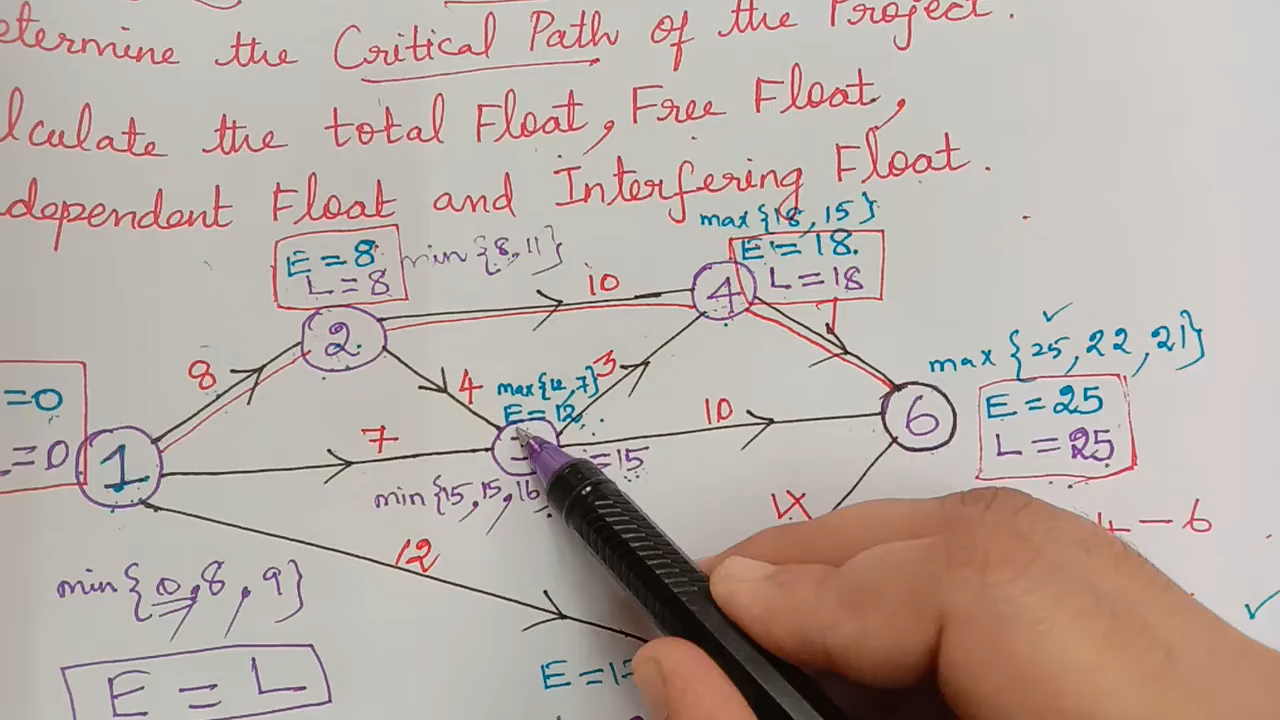 etermine the Critical Path of the Project.
lculate the total Float, Free Float,
dependent Float and Interfering Float.
max{18, 15}
E = 18.
L = 18
E = 8
L = 8
min{8, 11}
10
4
7
2
8
4
3
max{12, 7}
E = 12
max{25, 22, 21}
E = 25
L = 25
6
10
=0
=0
1
7
=15
min{15, 15, 16
4 - 6
12
min{0, 8, 9}
E = L